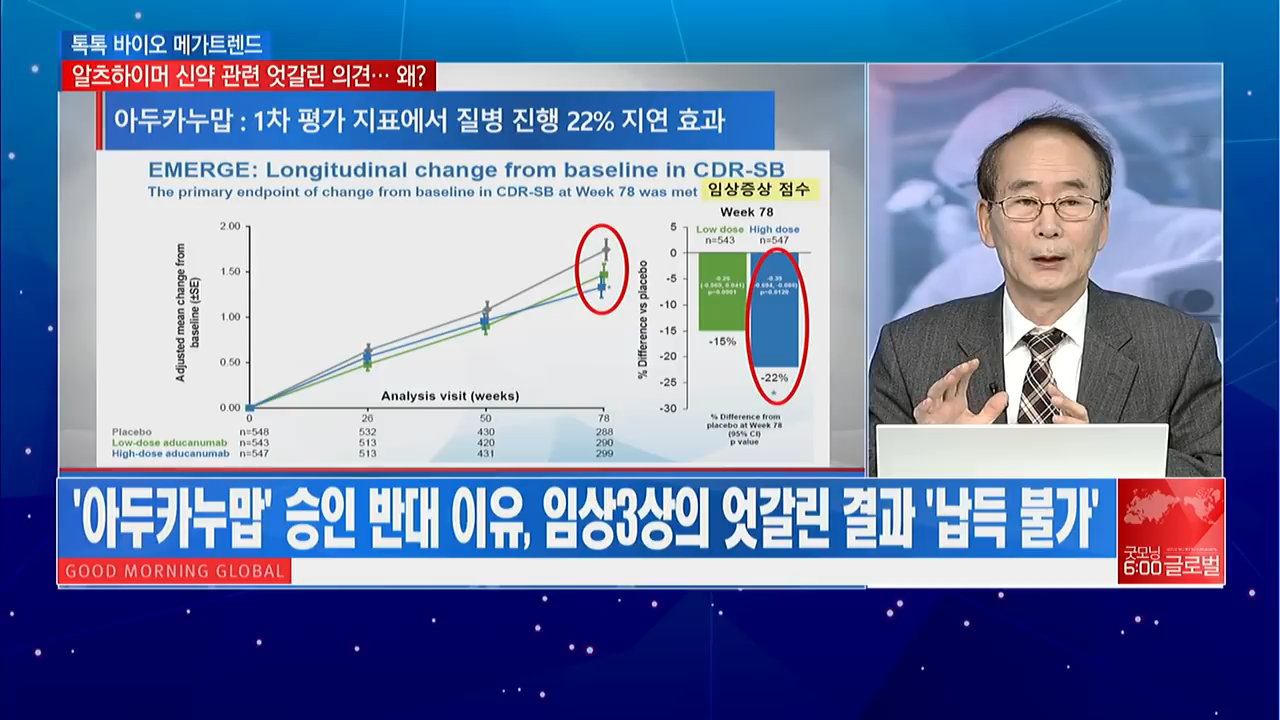 톡톡 바이오 메가트렌드
알츠하이머 신약 관련 엇갈린 의견… 왜?
아두카누맙 : 1차 평가 지표에서 질병 진행 22% 지연 효과
EMERGE: Longitudinal change from baseline in CDR-SB
The primary endpoint of change from baseline in CDR-SB at Week 78 was met
임상증상 점수
Adjusted mean change from
baseline (±SE)
2.00
1.50
1.00
0.50
0.00
0 26 50 78
Analysis visit (weeks)
Placebo n=548 532 430 288
Low-dose aducanumab n=543 513 420 290
High-dose aducanumab n=547 513 431 299
Week 78
Low dose High dose
n=543 n=547
% Difference vs placebo
5
0
-5
-10
-15
-20
-25
-30
-15%
-22%
*
% Difference from
placebo at Week 78
(95% CI)
p value
'아두카누맙' 승인 반대 이유, 임상3상의 엇갈린 결과 '납득 불가'
GOOD MORNING GLOBAL
굿모닝
6:00 글로벌